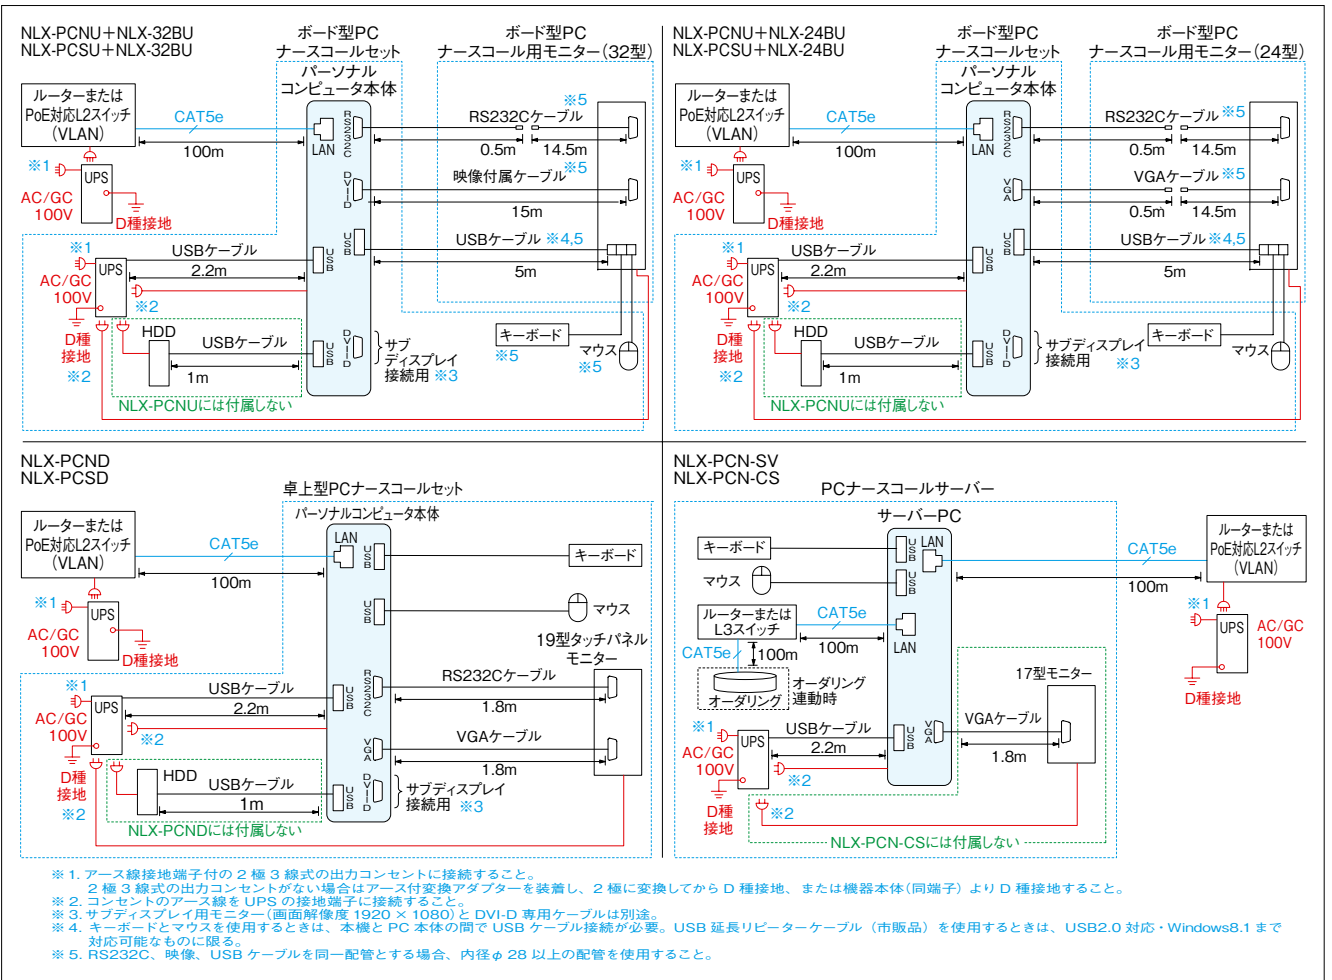 NLX-PCNU＋NLX-32BU
NLX-PCSU＋NLX-32BU
ボード型PC
ナースコールセット
ボード型PC
ナースコール用モニター（32型）
パーソナル
コンピュータ本体
ルーターまたは
PoE対応L2スイッチ
（VLAN）
CAT5e
100m
LAN
RS232C
RS232Cケーブル
※5
0.5m
14.5m
※1
UPS
AC/GC
100V
D種接地
DVI-D
映像付属ケーブル
※5
15m
※1
UPS
AC/GC
100V
USBケーブル
2.2m
USB
USB
USBケーブル ※4,5
5m
※2
D種
接地
※2
HDD
USBケーブル
1m
USB
DVI-D
サブ
ディスプレイ
接続用 ※3
キーボード
※5
マウス
※5
NLX-PCNUには付属しない
NLX-PCNU＋NLX-24BU
NLX-PCSU＋NLX-24BU
ボード型PC
ナースコールセット
ボード型PC
ナースコール用モニター（24型）
パーソナル
コンピュータ本体
ルーターまたは
PoE対応L2スイッチ
（VLAN）
CAT5e
100m
LAN
RS232C
RS232Cケーブル ※5
0.5m
14.5m
※1
UPS
AC/GC
100V
D種接地
VGA
VGAケーブル ※5
0.5m
14.5m
※1
UPS
AC/GC
100V
USBケーブル
2.2m
USB
USB
USBケーブル ※4,5
5m
※2
D種
接地
※2
HDD
USBケーブル
1m
USB
DVI-D
サブディスプレイ
接続用
※3
キーボード
マウス
※5
NLX-PCNUには付属しない
NLX-PCND
NLX-PCSD
卓上型PCナースコールセット
パーソナルコンピュータ本体
ルーターまたは
PoE対応L2スイッチ
（VLAN）
CAT5e
100m
LAN
USB
キーボード
※1
UPS
AC/GC
100V
D種接地
USB
マウス
19型タッチパネル
モニター
RS232C
RS232Cケーブル
1.8m
※1
UPS
AC/GC
100V
USBケーブル
2.2m
USB
※2
VGA
VGAケーブル
1.8m
D種
接地
※2
HDD
USBケーブル
1m
USB
DVI-D
サブディスプレイ
接続用 ※3
NLX-PCNDには付属しない
NLX-PCN-SV
NLX-PCN-CS
PCナースコールサーバー
サーバーPC
キーボード
USB
LAN
CAT5e
100m
ルーターまたは
PoE対応L2スイッチ
（VLAN）
マウス
USB
ルーターまたは
L3スイッチ
CAT5e
100m
LAN
CAT5e
100m
オーダリング
オーダリング
連動時
※1
UPS
AC/GC
100V
D種接地
17型モニター
※1
UPS
AC/GC
100V
USBケーブル
2.2m
USB
VGA
VGAケーブル
1.8m
※2
D種
接地
※2
NLX-PCN-CSには付属しない
※1. アース線接地端子付の2極3線式の出力コンセントに接続すること。
2極3線式の出力コンセントがない場合はアース付変換アダプターを装着し、2極に変換してからD種接地、または機器本体（同端子）よりD種接地すること。
※2. コンセントのアース線をUPSの接地端子に接続すること。
※3. サブディスプレイ用モニター（画面解像度1920×1080）とDVI-D専用ケーブルは別途。
※4. キーボードとマウスを使用するときは、本機とPC本体の間でUSBケーブル接続が必要。USB延長リピーターケーブル（市販品）を使用するときは、USB2.0対応・Windows8.1まで
対応可能なものに限る。
※5. RS232C、映像、USBケーブルを同一配管とする場合、内径φ28以上の配管を使用すること。